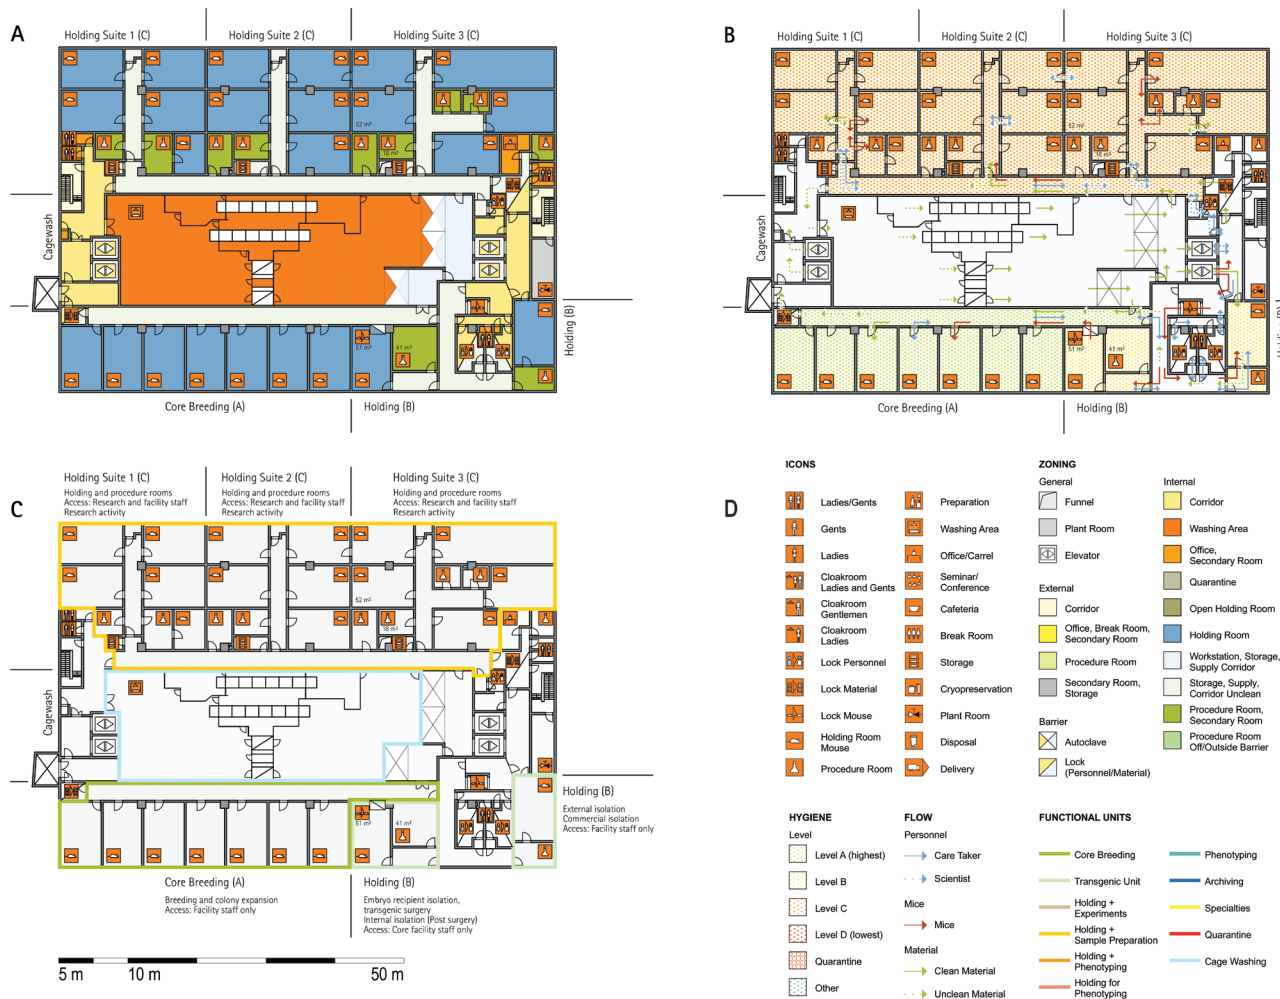 A
Holding Suite 1 (C)
Holding Suite 2 (C)
Holding Suite 3 (C)
52 m²
18 m²
Cagewash
51 m²
41 m²
Holding (B)
Core Breeding (A)
Holding (B)
B
Holding Suite 1 (C)
Holding Suite 2 (C)
Holding Suite 3 (C)
52 m²
18 m²
Cagewash
51 m²
41 m²
Holding (B)
Core Breeding (A)
Holding (B)
C
Holding Suite 1 (C)
Holding and procedure rooms
Access: Research and facility staff
Research activity
Holding Suite 2 (C)
Holding and procedure rooms
Access: Research and facility staff
Research activity
Holding Suite 3 (C)
Holding and procedure rooms
Access: Research and facility staff
Research activity
52 m²
18 m²
Cagewash
51 m²
41 m²
Holding (B)
External isolation
Commercial isolation
Access: Facility staff only
Core Breeding (A)
Breeding and colony expansion
Access: Facility staff only
Holding (B)
Embryo recipient isolation,
transgenic surgery
Internal isolation (Post surgery)
Access: Core facility staff only
5 m
10 m
50 m
D
ICONS
Ladies/Gents
Gents
Ladies
Cloakroom
Ladies and Gents
Cloakroom
Gentlemen
Cloakroom
Ladies
Lock Personnel
Lock Material
Lock Mouse
Holding Room
Mouse
Procedure Room
Preparation
Washing Area
Office/Carrel
Seminar/
Conference
Cafeteria
Break Room
Storage
Cryopreservation
Plant Room
Disposal
Delivery
ZONING
General
Funnel
Plant Room
Elevator
External
Corridor
Office, Break Room,
Secondary Room
Procedure Room
Secondary Room,
Storage
Barrier
Autoclave
Lock
(Personnel/Material)
Internal
Corridor
Washing Area
Office,
Secondary Room
Quarantine
Open Holding Room
Holding Room
Workstation, Storage,
Supply Corridor
Storage, Supply,
Corridor Unclean
Procedure Room,
Secondary Room
Procedure Room
Off/Outside Barrier
HYGIENE
Level
Level A (highest)
Level B
Level C
Level D (lowest)
Quarantine
Other
FLOW
Personnel
Care Taker
Scientist
Mice
Mice
Material
Clean Material
Unclean Material
FUNCTIONAL UNITS
Core Breeding
Transgenic Unit
Holding +
Experiments
Holding +
Sample Preparation
Holding +
Phenotyping
Holding for
Phenotyping
Phenotyping
Archiving
Specialties
Quarantine
Cage Washing